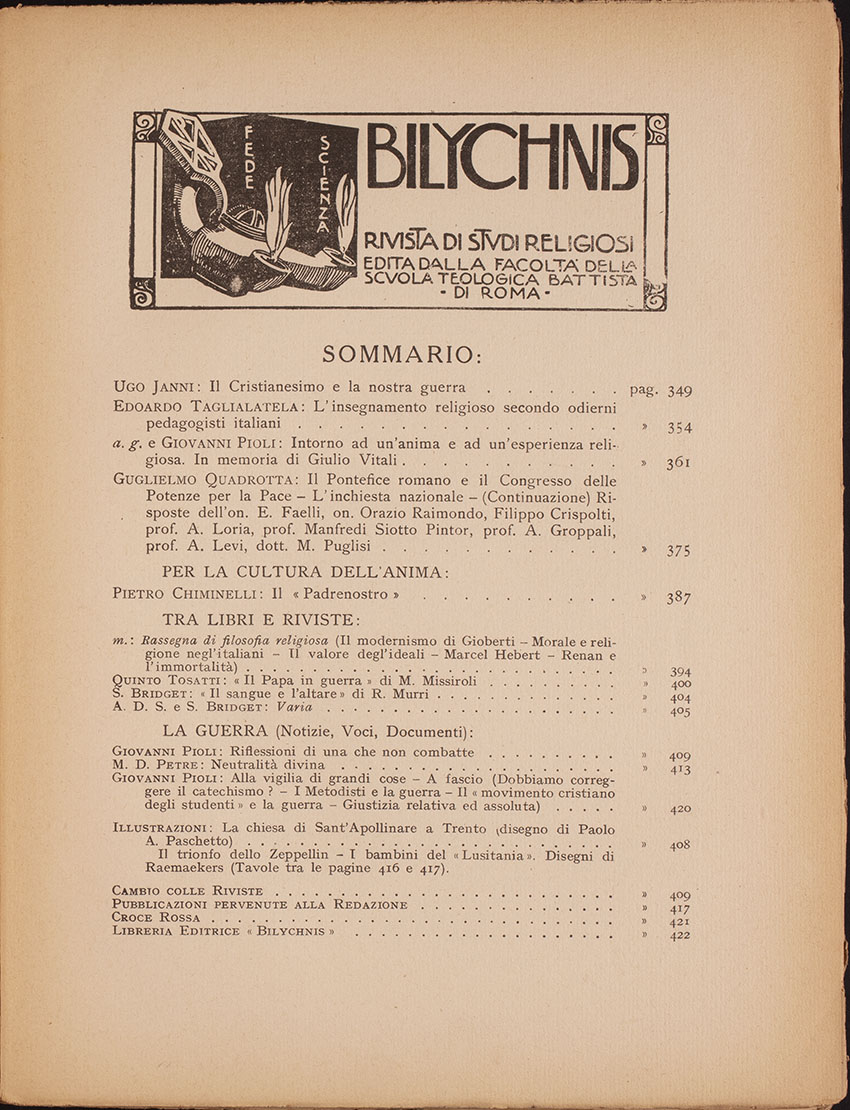 FEDE
SCIENZA
BILYCHNIS
RIVISTA DI STVDI RELIGIOSI
EDITA DALLA FACOLTA' DELLA
SCVOLA TEOLOGICA BATTISTA
- DI ROMA -
SOMMARIO:
UGO JANNI: Il Cristianesimo e la nostra guerra . . . . . . . pag. 349
EDOARDO TAGLIALATELA: L'insegnamento religioso secondo odierni
pedagogisti italiani . . . . . . . . . . . . . . . . » 354
a. g. e GIOVANNI PIOLI: Intorno ad un'anima e ad un'esperienza reli-
giosa. In memoria di Giulio Vitali . . . . . . . . . . . » 361
GUGLIELMO QUADROTTA: Il Pontefice romano e il Congresso delle
Potenze per la Pace – L'inchiesta nazionale – (Continuazione) Ri-
sposte dell'on. E. Faelli, on. Orazio Raimondo, Filippo Crispolti,
prof. A. Loria, prof. Manfredi Siotto Pintor, prof. A. Groppali,
prof. A. Levi, dott. M. Puglisi . . . . . . . . . . . . . » 375
PER LA CULTURA DELL'ANIMA:
PIETRO CHIMINELLI: Il « Padrenostro » . . . . . . . . . . » 387
TRA LIBRI E RIVISTE:
m.: Rassegna di filosofia religiosa (Il modernismo di Gioberti – Morale e reli-
gione negl'italiani – Il valore degl'ideali – Marcel Hebert – Renan e
l'immortalità) . . . . . . . . . . . . . . . . . . . . . . . . . . . . » 394
QUINTO TOSATTI: « Il Papa in guerra » di M. Missiroli . . . . . . . . . . » 400
S. BRIDGET: « Il sangue e l'altare » di R. Murri . . . . . . . . . . . . . . » 404
A. D. S. e S. BRIDGET: Varia . . . . . . . . . . . . . . . . . . . . . . » 405
LA GUERRA (Notizie, Voci, Documenti):
GIOVANNI PIOLI: Riflessioni di una che non combatte . . . . . . . . . . » 409
M. D. PETRE: Neutralità divina . . . . . . . . . . . . . . . . . . . . . » 413
GIOVANNI PIOLI: Alla vigilia di grandi cose – A fascio (Dobbiamo correg-
gere il catechismo ? – I Metodisti e la guerra – Il « movimento cristiano
degli studenti » e la guerra – Giustizia relativa ed assoluta) . . . . . » 420
ILLUSTRAZIONI: La chiesa di Sant'Apollinare a Trento (disegno di Paolo
A. Paschetto) . . . . . . . . . . . . . . . . . . . . . . . . . . . . » 408
Il trionfo dello Zeppellin – I bambini del « Lusitania ». Disegni di
Raemaekers (Tavole tra le pagine 416 e 417).
CAMBIO COLLE RIVISTE . . . . . . . . . . . . . . . . . . . . . . . . . . » 409
PUBBLICAZIONI PERVENUTE ALLA REDAZIONE . . . . . . . . . . . . . . . » 417
CROCE ROSSA . . . . . . . . . . . . . . . . . . . . . . . . . . . . . . . » 421
LIBRERIA EDITRICE « BILYCHNIS » . . . . . . . . . . . . . . . . . . . . » 422